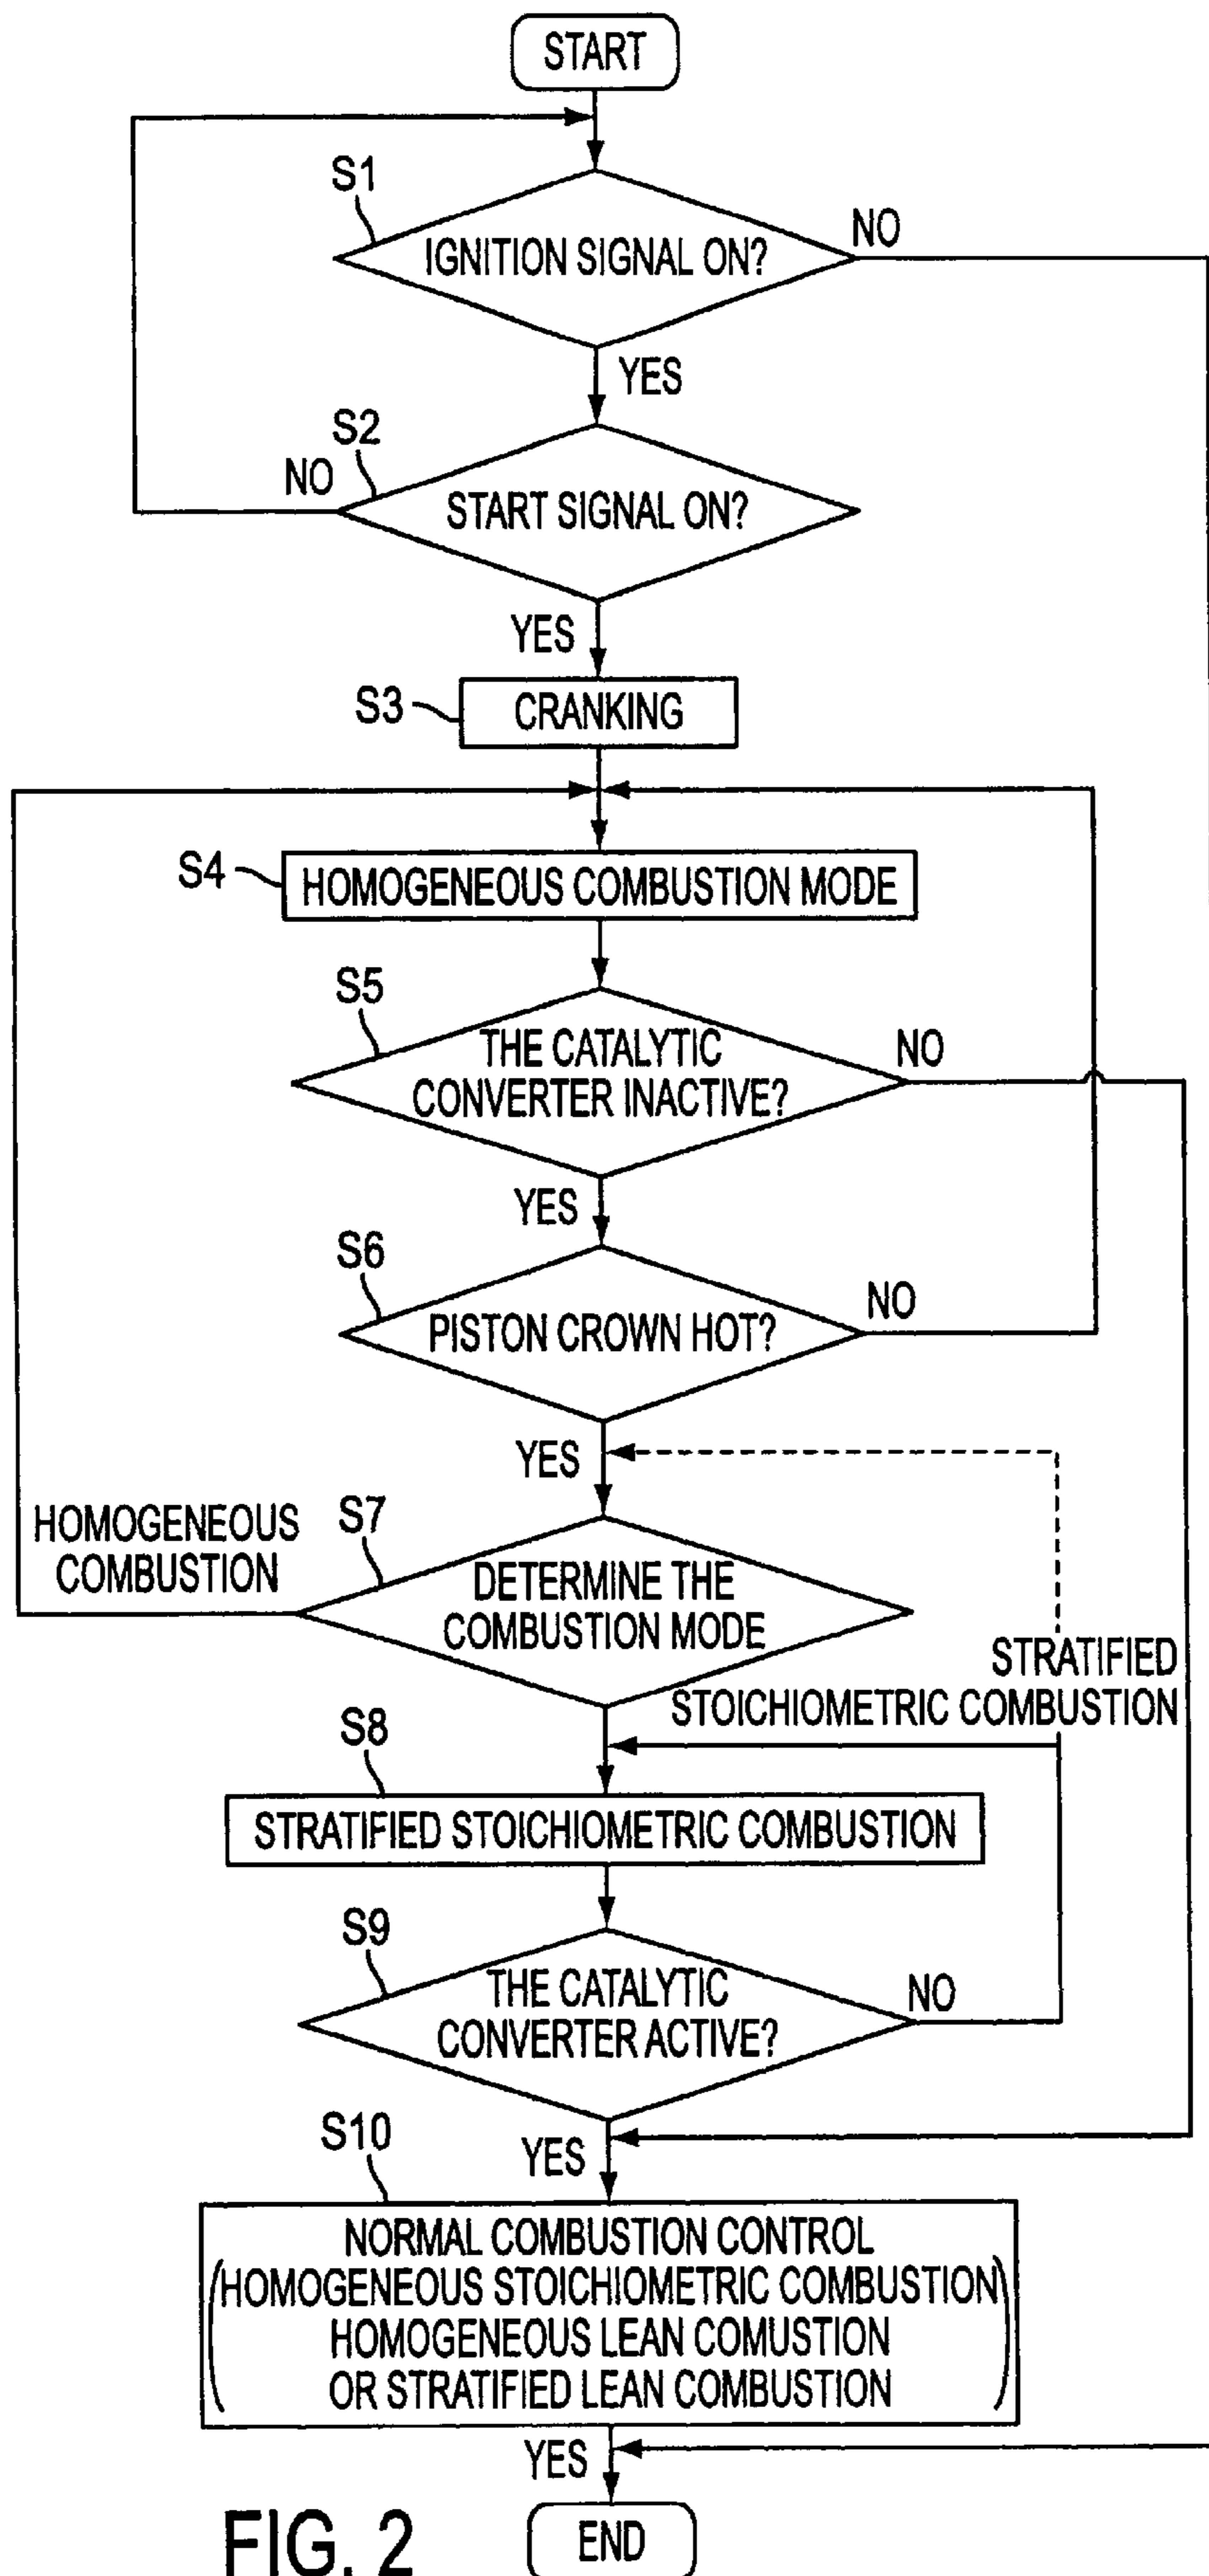 START
S1
IGNITION SIGNAL ON?
NO
YES
S2
NO
START SIGNAL ON?
YES
S3
CRANKING
S4
HOMOGENEOUS COMBUSTION MODE
S5
THE CATALYTIC
CONVERTER INACTIVE?
NO
YES
S6
PISTON CROWN HOT?
NO
YES
HOMOGENEOUS
COMBUSTION
S7
DETERMINE THE
COMBUSTION MODE
STRATIFIED
STOICHIOMETRIC COMBUSTION
S8
STRATIFIED STOICHIOMETRIC COMBUSTION
S9
THE CATALYTIC
CONVERTER ACTIVE?
NO
YES
S10
NORMAL COMBUSTION CONTROL
(HOMOGENEOUS STOICHIOMETRIC COMBUSTION
HOMOGENEOUS LEAN COMUSTION
OR STRATIFIED LEAN COMBUSTION)
YES
END
FIG. 2